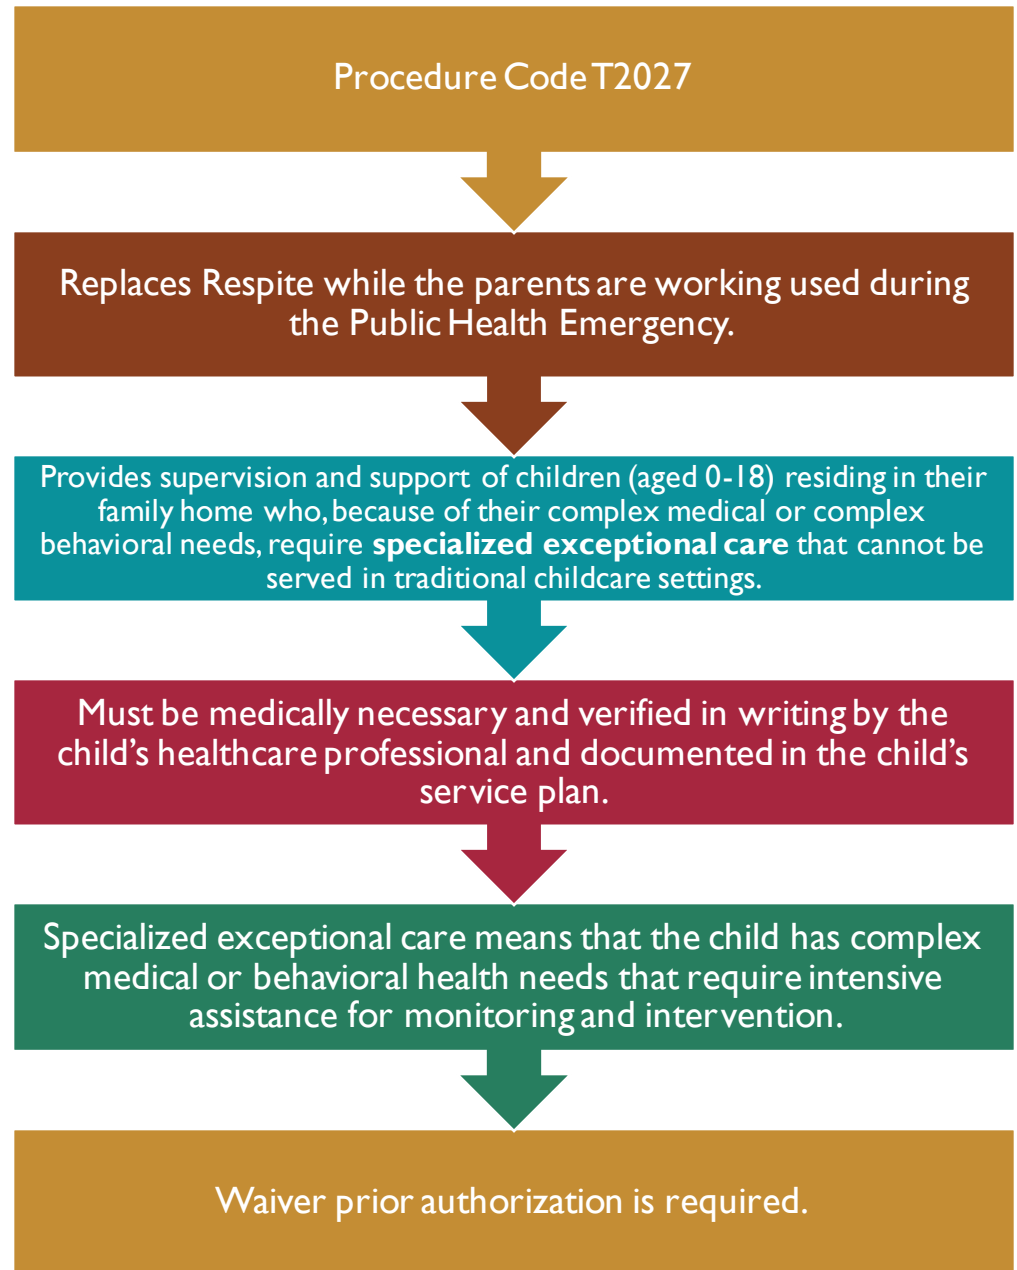 Procedure Code T2027
Replaces Respite while the parents are working used during
the Public Health Emergency.
Provides supervision and support of children (aged 0-18) residing in their
family home who, because of their complex medical or complex
behavioral needs, require specialized exceptional care that cannot be
served in traditional childcare settings.
Must be medically necessary and verified in writing by the
child’s healthcare professional and documented in the child’s
service plan.
Specialized exceptional care means that the child has complex
medical or behavioral health needs that require intensive
assistance for monitoring and intervention.
Waiver prior authorization is required.